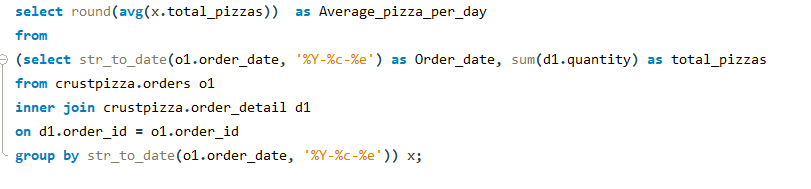 select round(avg(x.total_pizzas))  as Average_pizza_per_day
from
(select str_to_date(o1.order_date, '%Y-%c-%e') as Order_date, sum(d1.quantity) as total_pizzas
from crustpizza.orders o1
inner join crustpizza.order_detail d1
on d1.order_id = o1.order_id
group by str_to_date(o1.order_date, '%Y-%c-%e')) x;